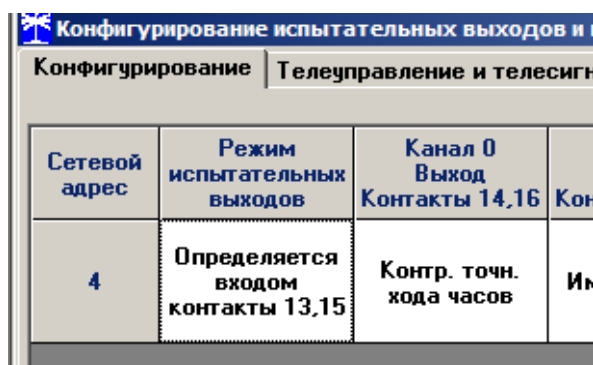 Конфигурирование испытательных выходов и
Конфигурирование Телеуправление и
Сетевой адрес
Режим испытательных выходов
Канал 0 Выход Контакты 14,16
4
Определяется входом контакты 13,15
Контр. точн. хода часов